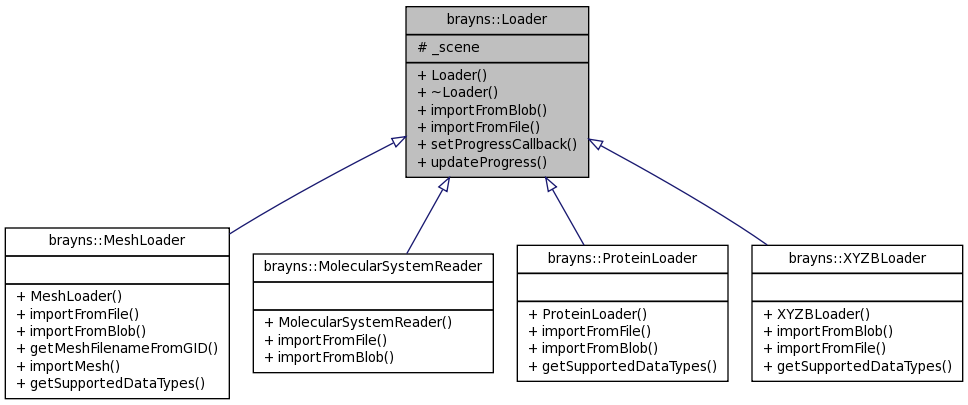 brayns::Loader
# _scene
+ Loader()
+ ~Loader()
+ importFromBlob()
+ importFromFile()
+ setProgressCallback()
+ updateProgress()
brayns::MeshLoader
+ MeshLoader()
+ importFromFile()
+ importFromBlob()
+ getMeshFilenameFromGID()
+ importMesh()
+ getSupportedDataTypes()
brayns::MolecularSystemReader
+ MolecularSystemReader()
+ importFromFile()
+ importFromBlob()
brayns::ProteinLoader
+ ProteinLoader()
+ importFromFile()
+ importFromBlob()
+ getSupportedDataTypes()
brayns::XYZBLoader
+ XYZBLoader()
+ importFromBlob()
+ importFromFile()
+ getSupportedDataTypes()